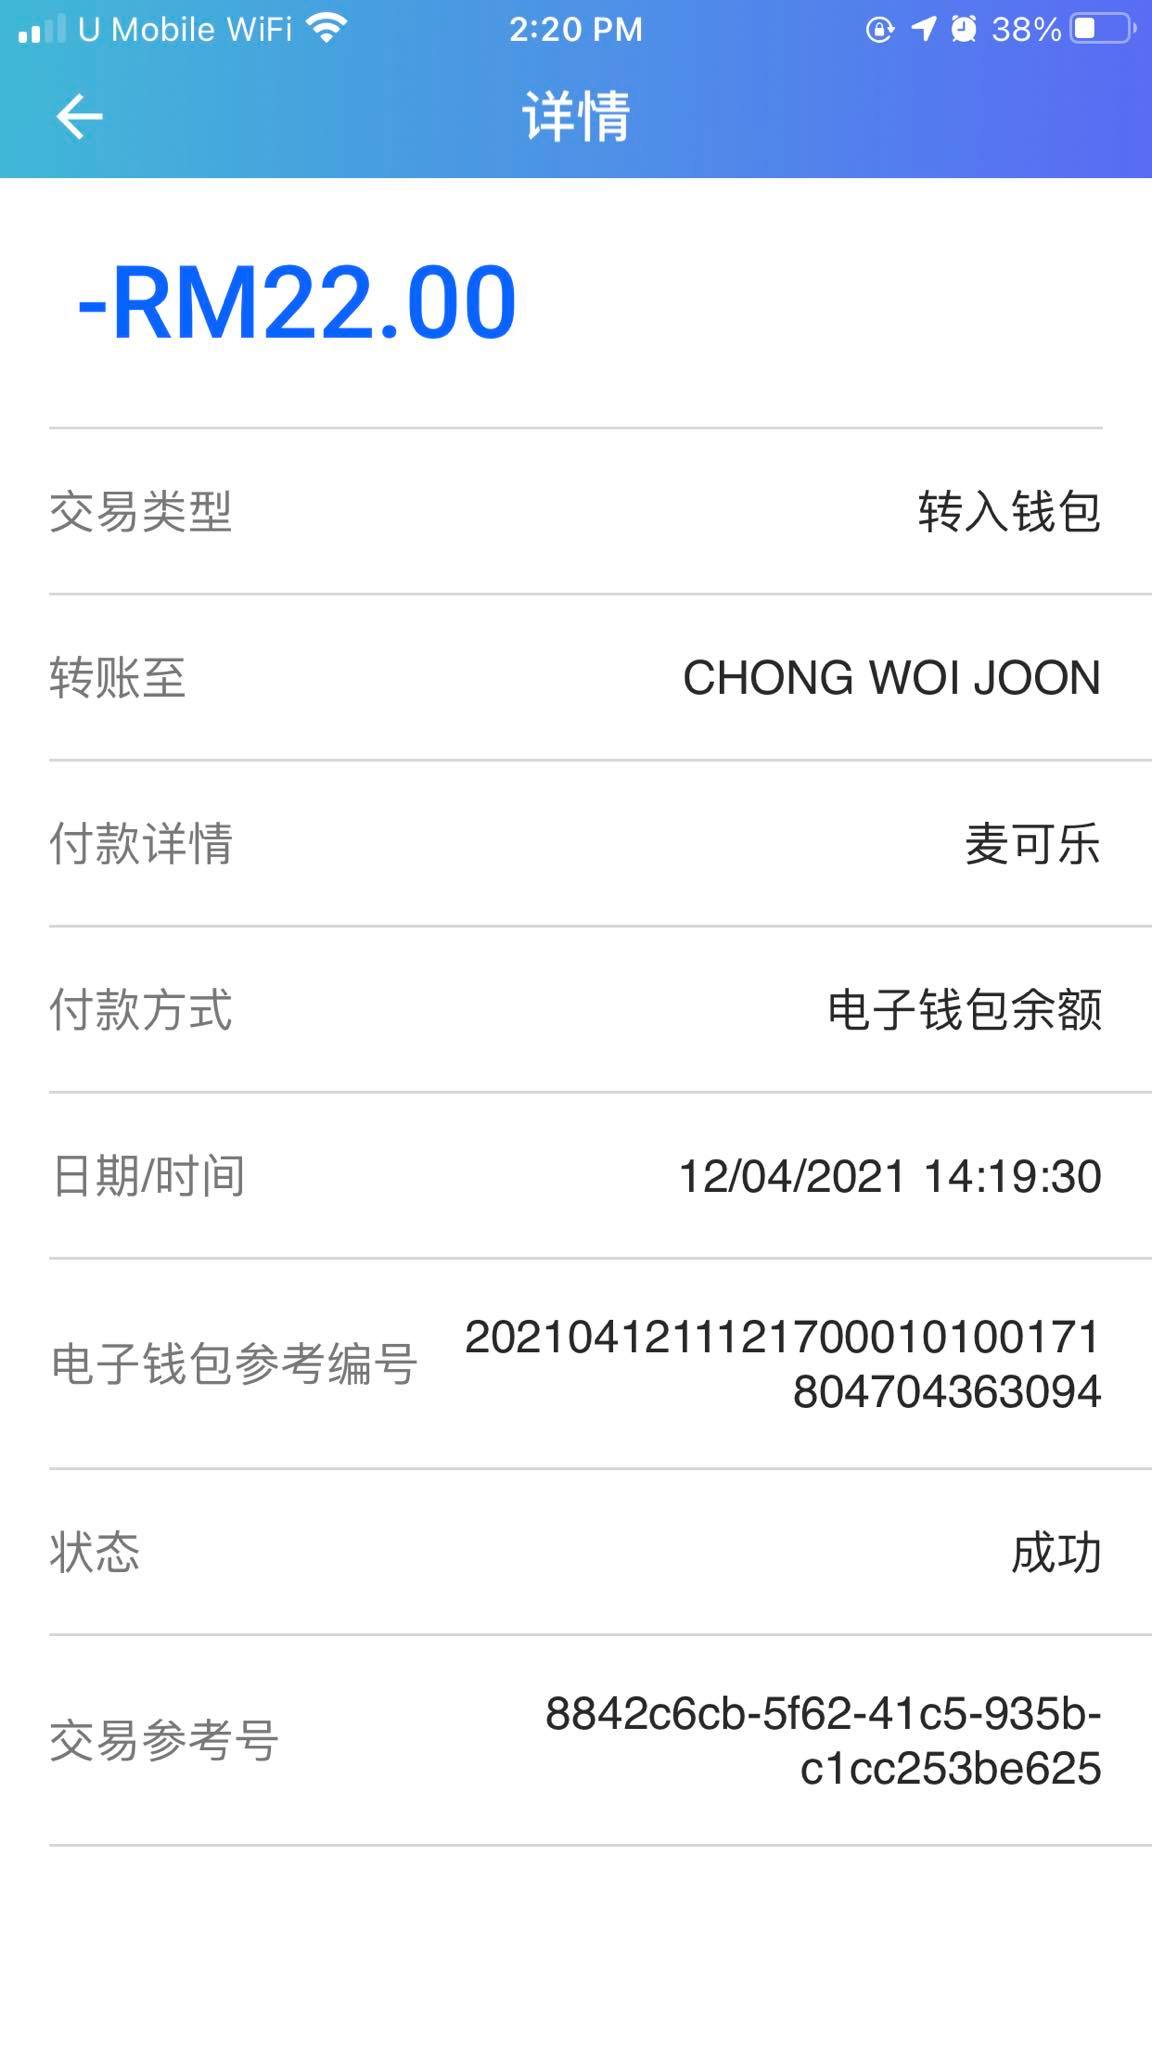 U Mobile WiFi 2:20 PM 38%
详情
-RM22.00
交易类型 转入钱包
转账至 CHONG WOI JOON
付款详情 麦可乐
付款方式 电子钱包余额
日期/时间 12/04/2021 14:19:30
电子钱包参考编号 2021041211121700010100171
804704363094
状态 成功
交易参考号 8842c6cb-5f62-41c5-935b-
c1cc253be625